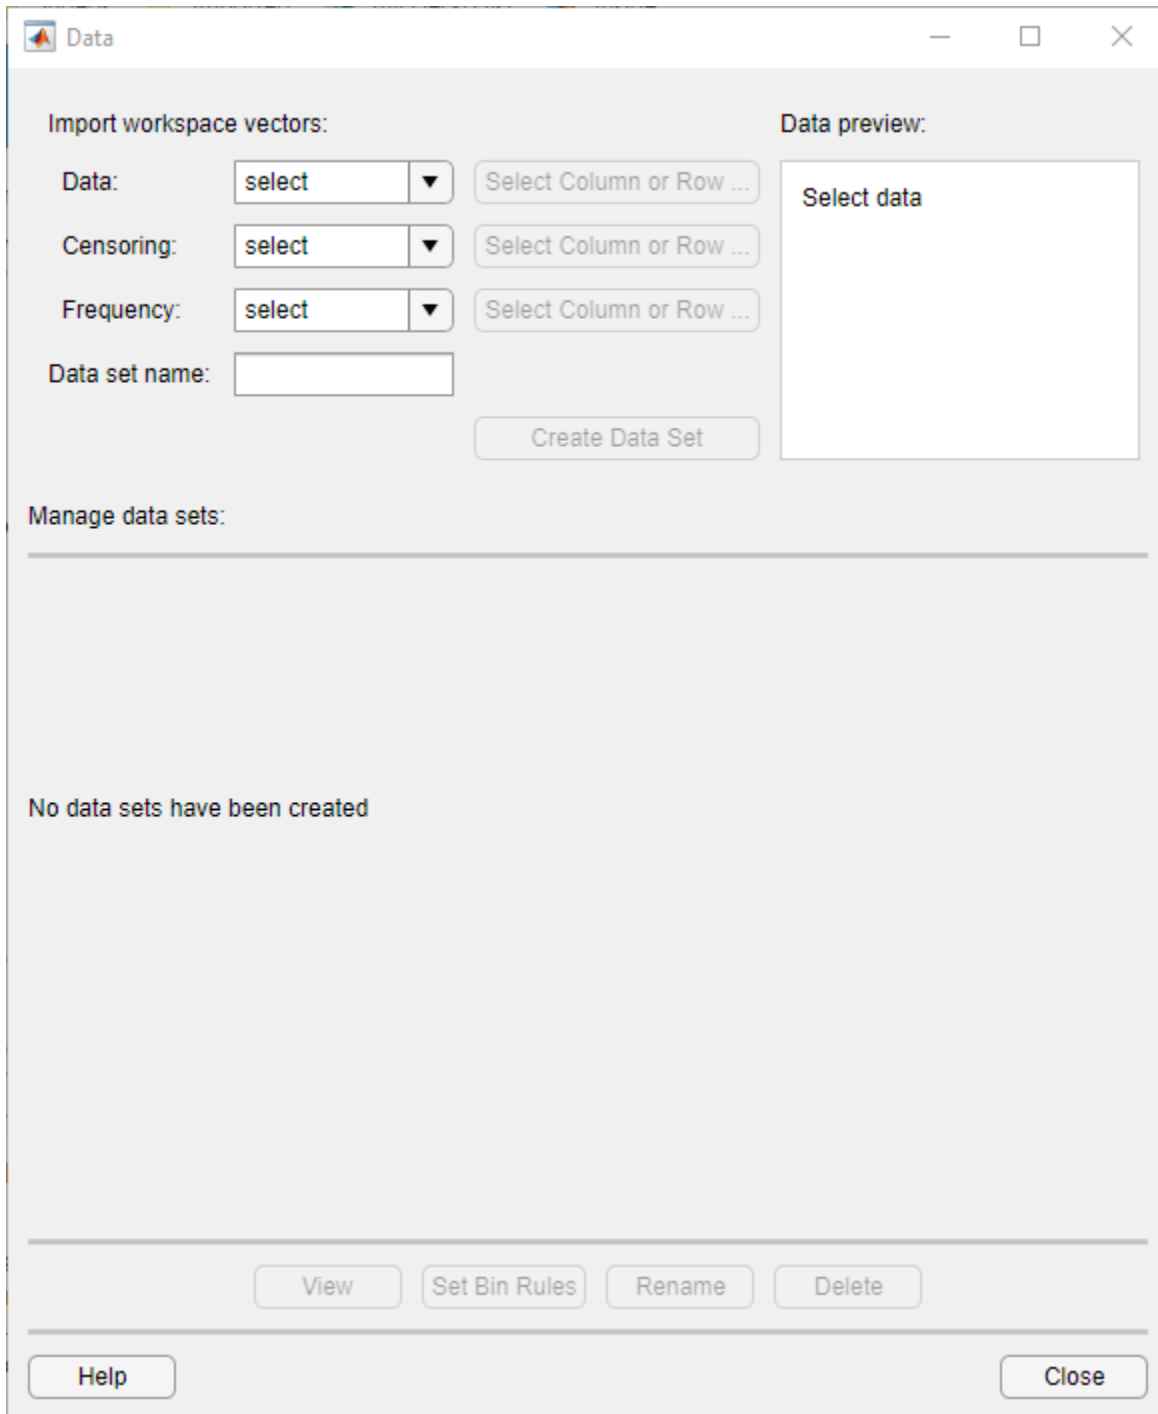 Data
Import workspace vectors:
Data preview:
Data:
select
Select Column or Row ...
Select data
Censoring:
select
Select Column or Row ...
Frequency:
select
Select Column or Row ...
Data set name:
Create Data Set
Manage data sets:
No data sets have been created
View
Set Bin Rules
Rename
Delete
Help
Close